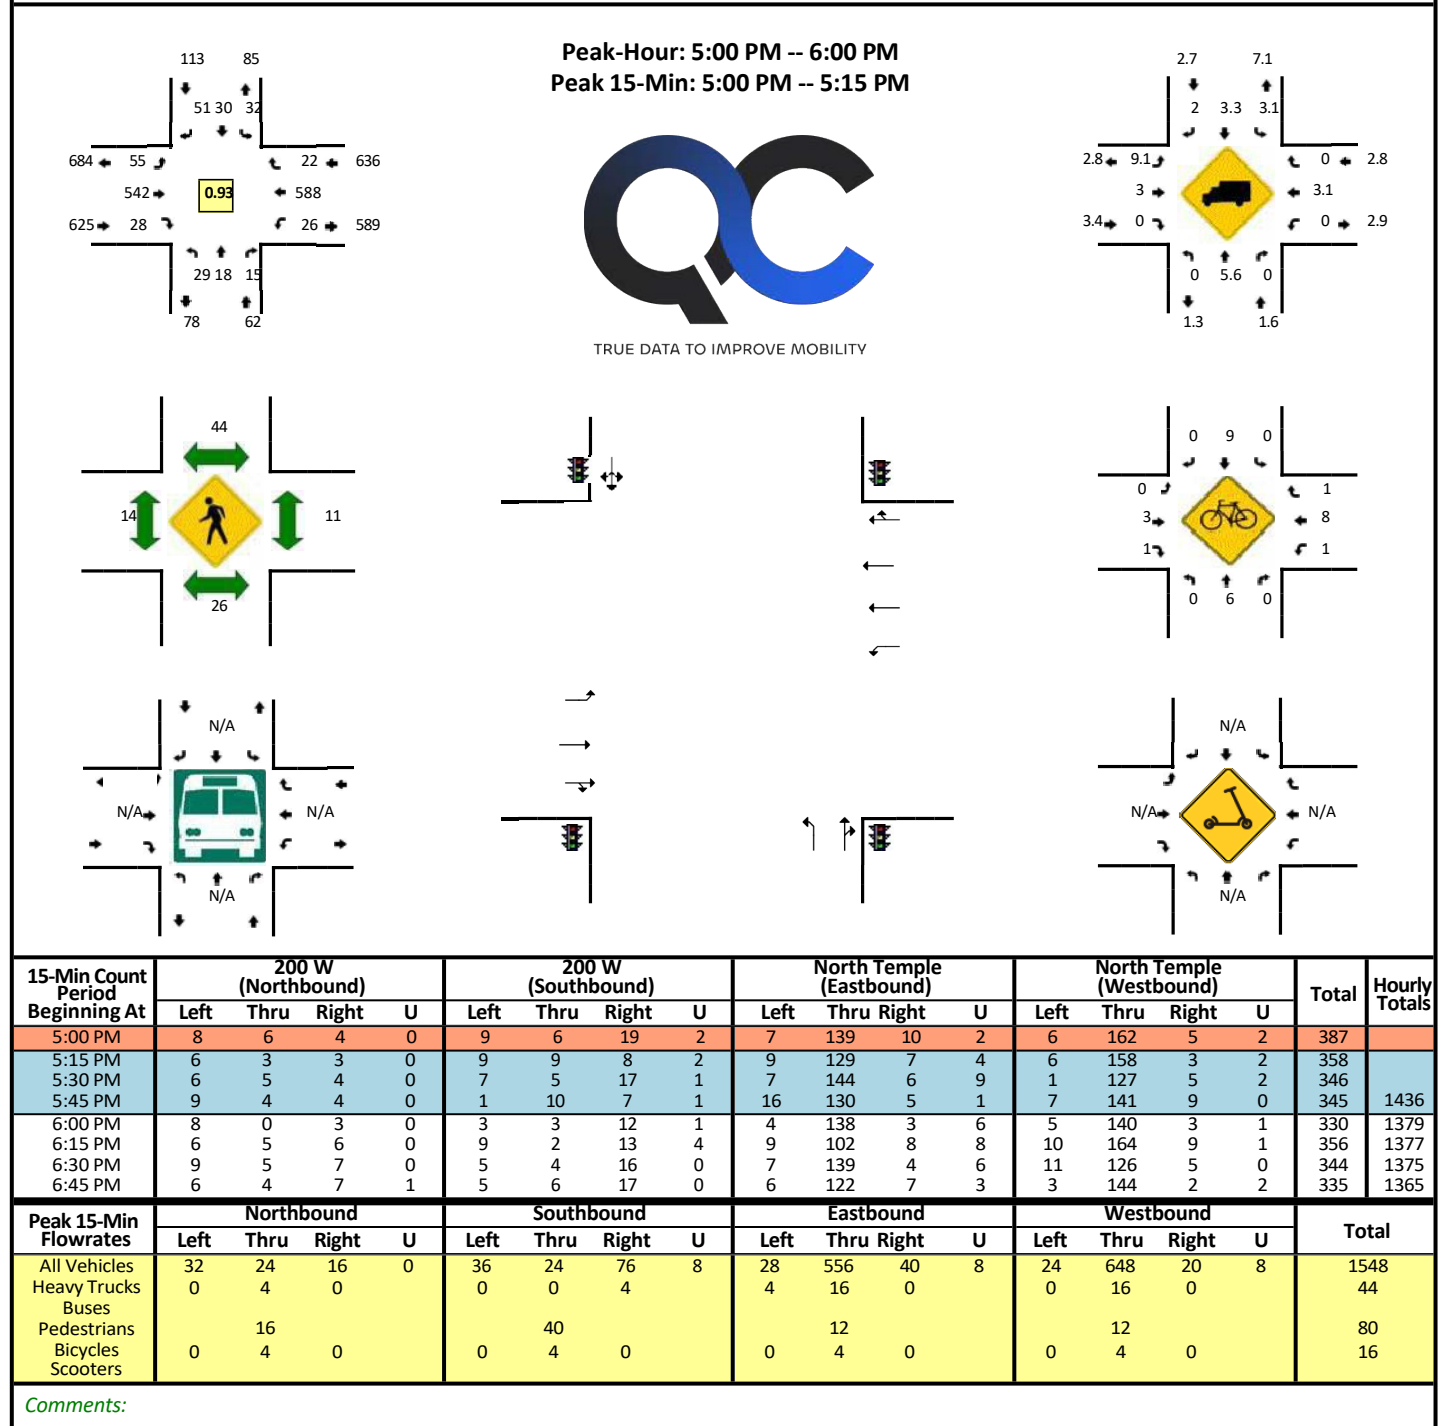 Peak-Hour: 5:00 PM -- 6:00 PM
Peak 15-Min: 5:00 PM -- 5:15 PM
113 85
51 30 32
684 55 22 636
542 0.93 588
625 28 26 589
29 18 15
78 62
TRUE DATA TO IMPROVE MOBILITY
2.7 7.1
2 3.3 3.1
2.8 9.1 0 2.8
3 3.1
3.4 0 0 2.9
0 5.6 0
1.3 1.6
44
14 11
26
0 9 0
0 1
3 8
1 1
0 6 0
N/A
N/A N/A
N/A
N/A
N/A N/A
N/A
15-Min Count Period Beginning At 200 W (Northbound) 200 W (Southbound) North Temple (Eastbound) North Temple (Westbound) Total Hourly Totals
Left Thru Right U Left Thru Right U Left Thru Right U Left Thru Right U
5:00 PM 8 6 4 0 9 6 19 2 7 139 10 2 6 162 5 2 387
5:15 PM 6 3 3 0 9 9 8 2 9 129 7 4 6 158 3 2 358
5:30 PM 6 5 4 0 7 5 17 1 7 144 6 9 1 127 5 2 346
5:45 PM 9 4 4 0 1 10 7 1 16 130 5 1 7 141 9 0 345 1436
6:00 PM 8 0 3 0 3 3 12 1 4 138 3 6 5 140 3 1 330 1379
6:15 PM 6 5 6 0 9 2 13 4 9 102 8 8 10 164 9 1 356 1377
6:30 PM 9 5 7 0 5 4 16 0 7 139 4 6 11 126 5 0 344 1375
6:45 PM 6 4 7 1 5 6 17 0 6 122 7 3 3 144 2 2 335 1365
Peak 15-Min Flowrates Northbound Southbound Eastbound Westbound Total
Left Thru Right U Left Thru Right U Left Thru Right U Left Thru Right U
All Vehicles 32 24 16 0 36 24 76 8 28 556 40 8 24 648 20 8 1548
Heavy Trucks 0 4 0 0 0 4 4 16 0 0 16 0 44
Buses
Pedestrians 16 40 12 12 80
Bicycles 0 4 0 0 4 0 0 4 0 0 4 0 16
Scooters
Comments: